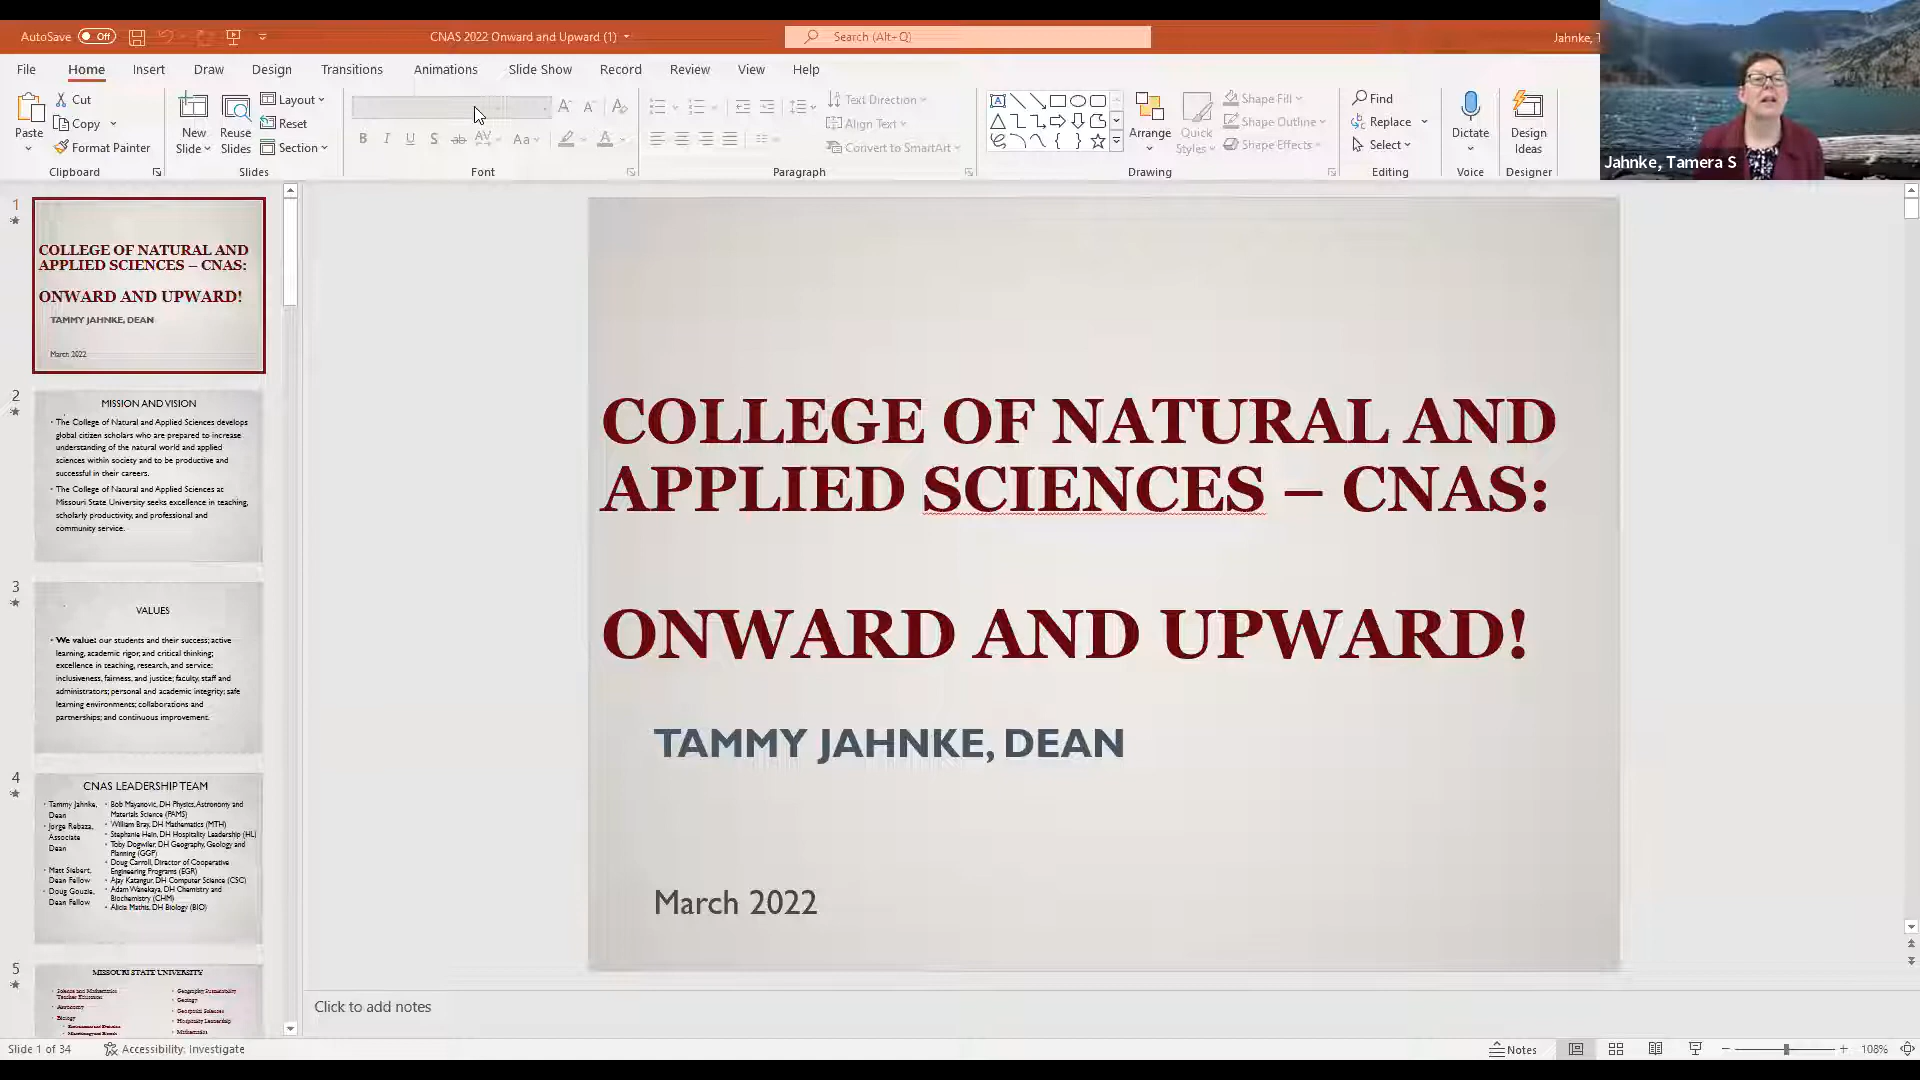 AutoSave Off
CNAS 2022 Onward and Upward (1)
Search (Alt+Q)
Jahnke,
Jahnke, Tamera S
File Home Insert Draw Design Transitions Animations Slide Show Record Review View Help
Paste
Cut
Copy
Format Painter
Clipboard
New Slide
Reuse Slides
Layout
Reset
Section
Slides
B I U S ab AV Aa A
Font
Text Direction
Align Text
Convert to SmartArt
Paragraph
Arrange
Quick Styles
Shape Fill
Shape Outline
Shape Effects
Drawing
Find
Replace
Select
Editing
Dictate
Voice
Design Ideas
Designer
1
COLLEGE OF NATURAL AND
APPLIED SCIENCES – CNAS:
ONWARD AND UPWARD!
TAMMY JAHNKE, DEAN
March 2022
2
MISSION AND VISION
The College of Natural and Applied Sciences develops
global citizen scholars who are prepared to increase
understanding of the natural world and applied
sciences within society and to be productive and
successful in their careers.
The College of Natural and Applied Sciences at
Missouri State University seeks excellence in teaching,
scholarly productivity, and professional and
community service.
3
VALUES
We value: our students and their success; active
learning, academic rigor, and critical thinking;
excellence in teaching, research, and service;
inclusiveness, fairness, and justice; faculty, staff and
administrators; personal and academic integrity; safe
learning environments; collaborations and
partnerships; and continuous improvement.
4
CNAS LEADERSHIP TEAM
Tammy Jahnke,
Dean
Jorge Rebaza,
Associate
Dean
Matt Siebert,
Dean Fellow
Doug Gouzie,
Dean Fellow
Bob Mayanovic, DH Physics, Astronomy and
Materials Science (PAMS)
William Bray, DH Mathematics (MTH)
Stephanie Hein, DH Hospitality Leadership (HL)
Toby Dogwiler, DH Geography, Geology and
Planning (GGP)
Doug Carroll, Director of Cooperative
Engineering Programs (EGR)
Ajay Katangur, DH Computer Science (CSC)
Adam Wanekaya, DH Chemistry and
Biochemistry (CHM)
Alicia Mathis, DH Biology (BIO)
5
MISSOURI STATE UNIVERSITY
Science and Mathematics
Teacher Education
Astronomy
Biology
Geography
Geology
Geospatial Sciences
Hospitality Leadership
Mathematics
COLLEGE OF NATURAL AND
APPLIED SCIENCES – CNAS:
ONWARD AND UPWARD!
TAMMY JAHNKE, DEAN
March 2022
Click to add notes
Slide 1 of 34
Accessibility: Investigate
Notes
108%